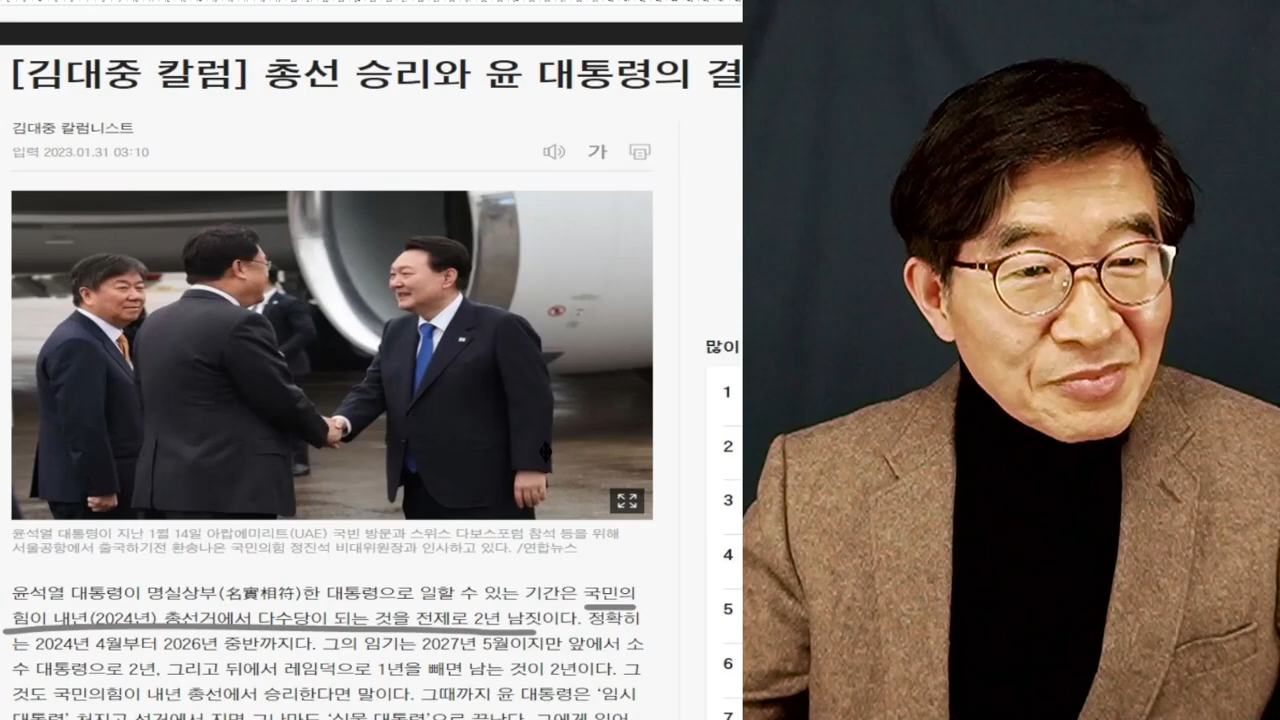 [김대중 칼럼] 총선 승리와 윤 대통령의 결
김대중 칼럼니스트
입력 2023.01.31 03:10
가
윤석열 대통령이 지난 1월 14일 아랍에미리트(UAE) 국빈 방문과 스위스 다보스포럼 참석 등을 위해
서울공항에서 출국하기전 환송나온 국민의힘 정진석 비대위원장과 인사하고 있다. /연합뉴스
윤석열 대통령이 명실상부(名實相符)한 대통령으로 일할 수 있는 기간은 국민의
힘이 내년(2024년) 총선거에서 다수당이 되는 것을 전제로 2년 남짓이다. 정확히
는 2024년 4월부터 2026년 중반까지다. 그의 임기는 2027년 5월이지만 앞에서 소
수 대통령으로 2년, 그리고 뒤에서 레임덕으로 1년을 빼면 남는 것이 2년이다. 그
것도 국민의힘이 내년 총선에서 승리한다면 말이다. 그때까지 윤 대통령은 ‘임시
많이
1
2
3
4
5
6
7